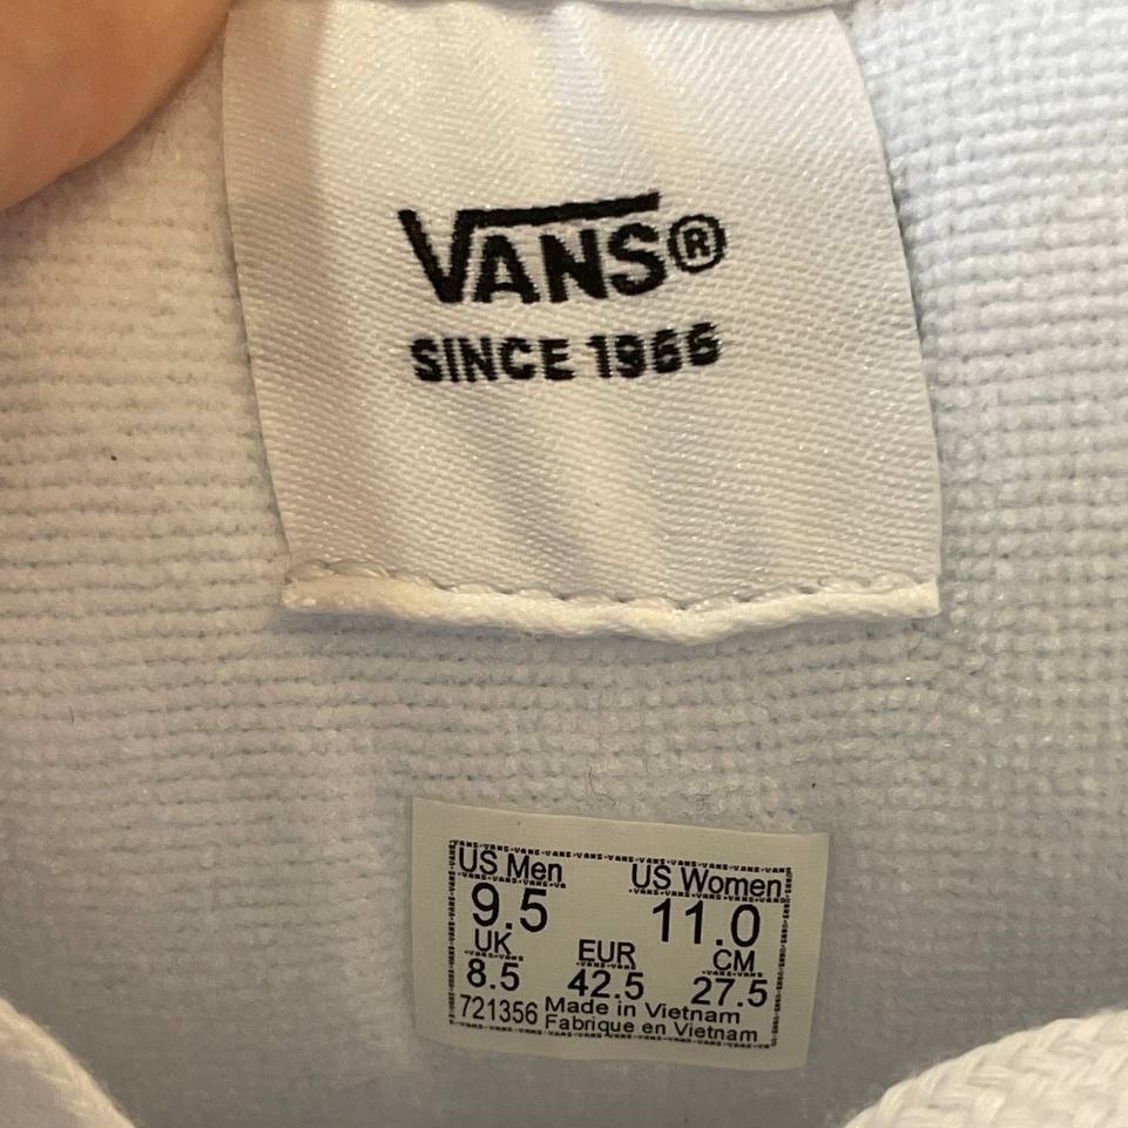 VANS®
SINCE 1966
US Men US Women
9.5 11.0
UK EUR CM
8.5 42.5 27.5
721356 Made in Vietnam
Fabrique en Vietnam